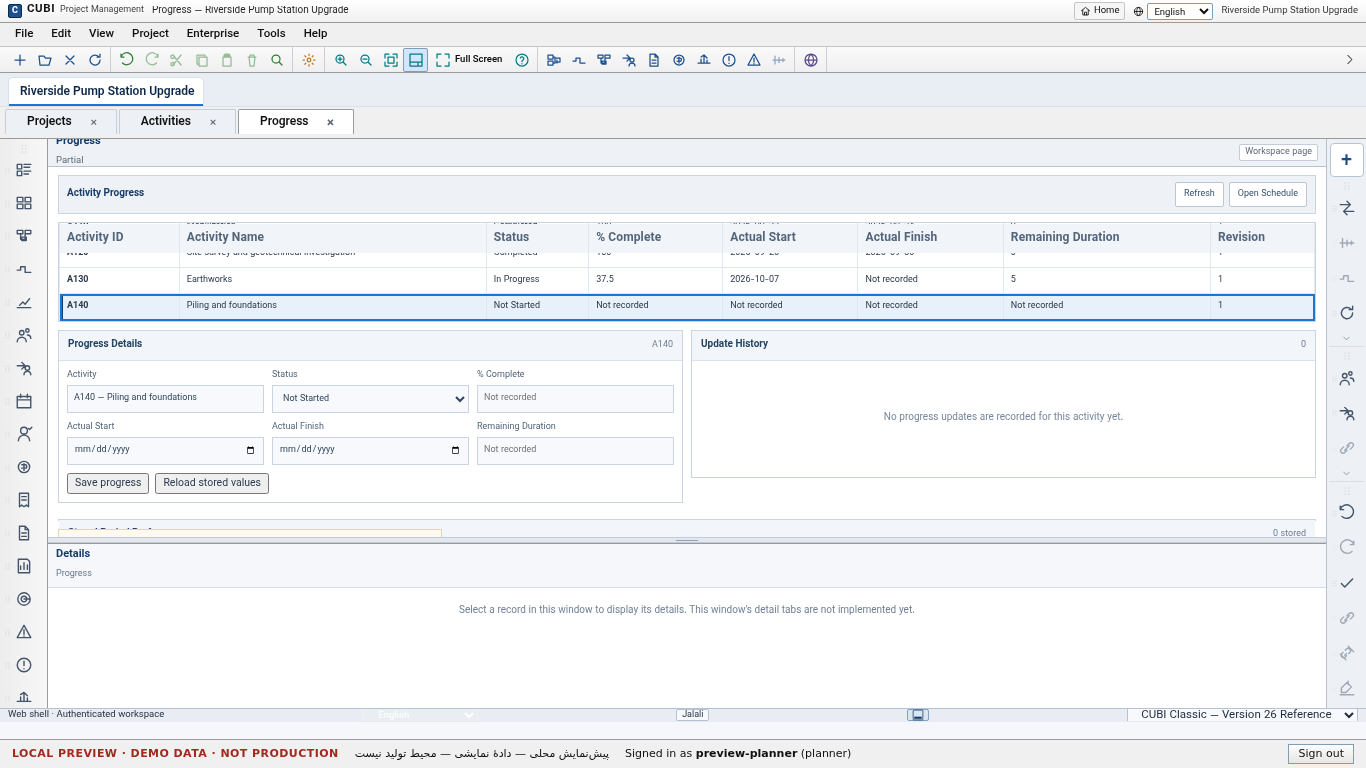 CUBI Project Management Progress — Riverside Pump Station Upgrade Home English Riverside Pump Station Upgrade
File Edit View Project Enterprise Tools Help
Full Screen
Riverside Pump Station Upgrade
Projects × Activities × Progress ×
Progress
Partial Workspace page
Activity Progress Refresh Open Schedule
Activity ID Activity Name Status % Complete Actual Start Actual Finish Remaining Duration Revision
A130 Earthworks In Progress 37.5 2026-10-07 Not recorded 5 1
A140 Piling and foundations Not Started Not recorded Not recorded Not recorded Not recorded 1
Progress Details A140
Update History 0
Activity Status % Complete
A140 — Piling and foundations Not Started Not recorded
No progress updates are recorded for this activity yet.
Actual Start Actual Finish Remaining Duration
mm/dd/yyyy mm/dd/yyyy Not recorded
Save progress Reload stored values
0 stored
Details
Progress
Select a record in this window to display its details. This window's detail tabs are not implemented yet.
Web shell · Authenticated workspace English Jalali CUBI Classic — Version 26 Reference
LOCAL PREVIEW · DEMO DATA · NOT PRODUCTION پیش‌نمایش محلی — دادهٔ نمایشی — محیط تولید نیست Signed in as preview-planner (planner) Sign out